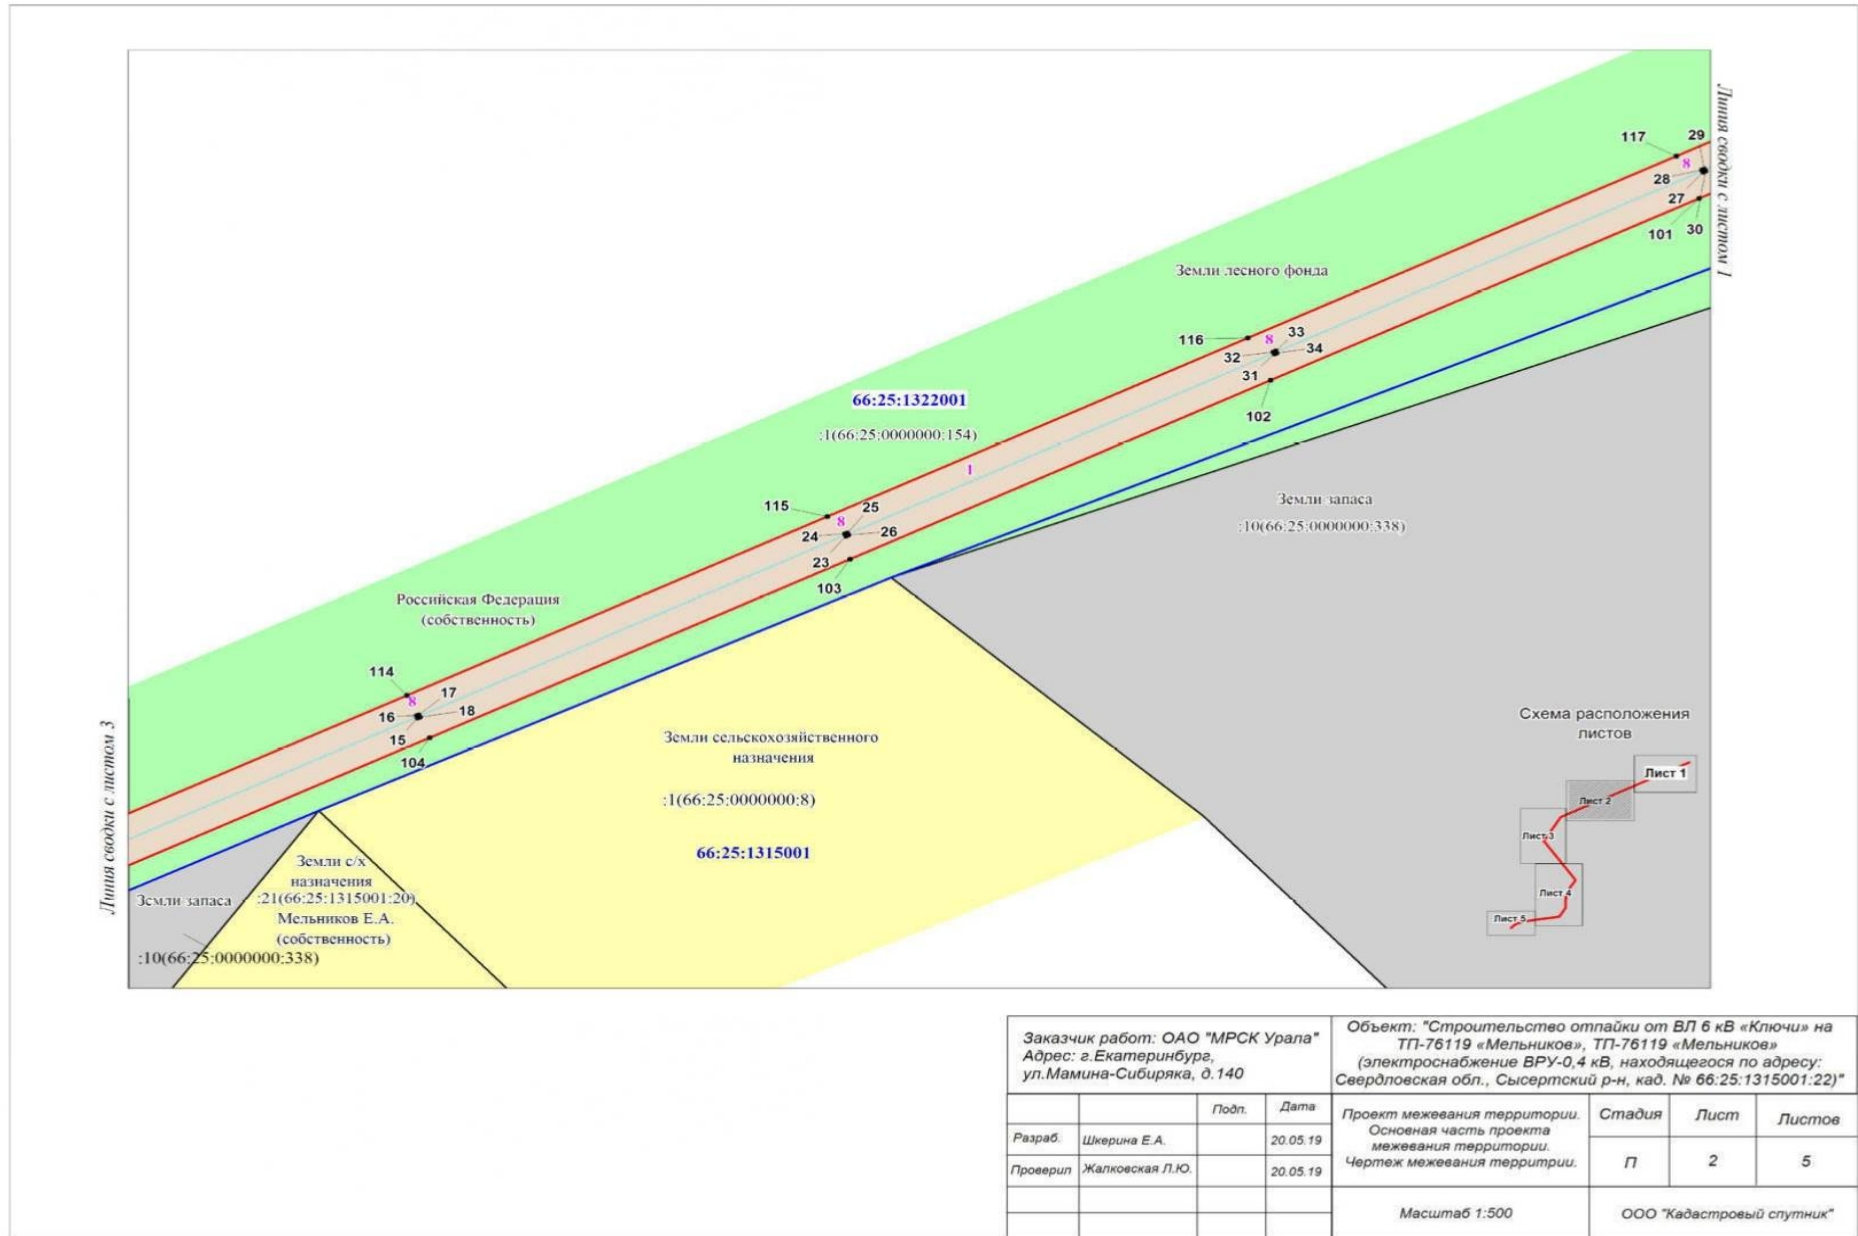 Линия сводки с листом 1
117
29
8
28
27
101
30
Земли лесного фонда
116
33
8
32
34
31
102
66:25:1322001
:1(66:25:0000000:154)
1
Земли запаса
:10(66:25:0000000:338)
115
25
8
24
26
23
103
Российская Федерация
(собственность)
114
17
8
16
18
15
104
Линия сводки с листом 3
Земли сельскохозяйственного
назначения
:1(66:25:0000000:8)
66:25:1315001
Земли с/х
назначения
:21(66:25:1315001:20)
Мельников Е.А.
(собственность)
Земли запаса
:10(66:25:0000000:338)
Схема расположения
листов
Лист 1
Лист 2
Лист 3
Лист 4
Лист 5
Заказчик работ: ОАО "МРСК Урала"
Адрес: г.Екатеринбург,
ул.Мамина-Сибиряка, д.140
Объект: "Строительство отпайки от ВЛ 6 кВ «Ключи» на
ТП-76119 «Мельников», ТП-76119 «Мельников»
(электроснабжение ВРУ-0,4 кВ, находящегося по адресу:
Свердловская обл., Сысертский р-н, кад. № 66:25:1315001:22)"
Подп. Дата
Разраб. Шкерина Е.А. 20.05.19
Проверил Жалковская Л.Ю. 20.05.19
Проект межевания территории.
Основная часть проекта
межевания территории.
Чертеж межевания территрии.
Стадия Лист Листов
П 2 5
Масштаб 1:500
ООО "Кадастровый спутник"